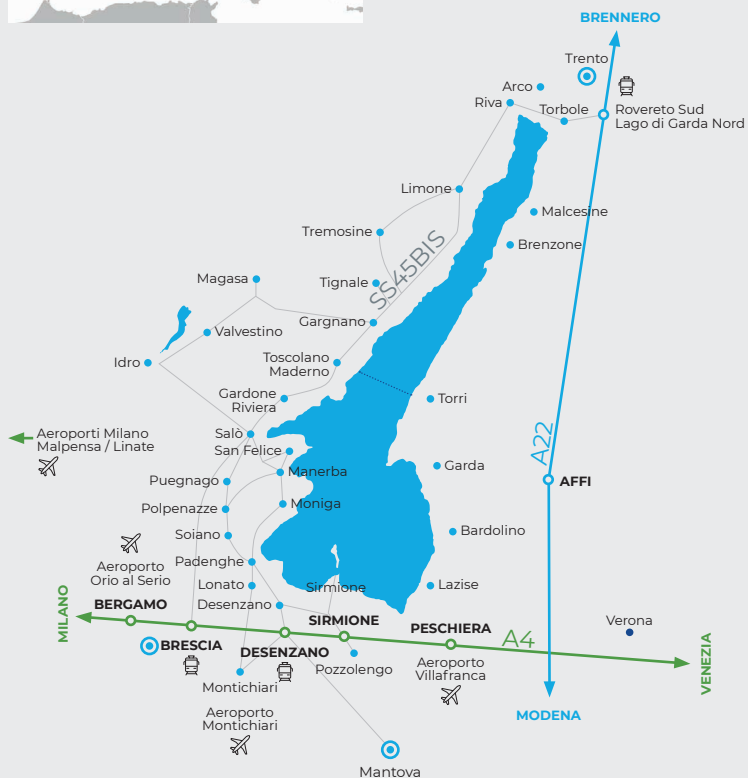 BRENNERO
Trento
Arco
Riva
Torbole
Rovereto Sud
Lago di Garda Nord
Limone
Malcesine
Tremosine
SS45BIS
Brenzone
Magasa
Tignale
Gargnano
Valvestino
Idro
Toscolano
Maderno
Gardone
Riviera
Torri
Salò
Aeroporti Milano
Malpensa / Linate
San Felice
A22
Garda
Manerba
Puegnago
AFFI
Polpenazze
Moniga
Soiano
Bardolino
Aeroporto
Orio al Serio
Padenghe
Lonato
Sirmione
Lazise
Desenzano
MILANO
BERGAMO
SIRMIONE
PESCHIERA
A4
Verona
BRESCIA
DESENZANO
Pozzolengo
Aeroporto
Villafranca
VENEZIA
Montichiari
Aeroporto
Montichiari
MODENA
Mantova